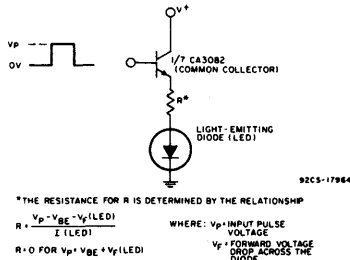 V+
VP
0V
1/7 CA3082
(COMMON COLLECTOR)
R*
LIGHT-EMITTING
DIODE (LED)
92CS-17964
*THE RESISTANCE FOR R IS DETERMINED BY THE RELATIONSHIP
R = VP - VBE - VF(LED) / I (LED)
WHERE: VP = INPUT PULSE
VOLTAGE
R = 0 FOR VP = VBE + VF(LED)
VF = FORWARD VOLTAGE
DROP ACROSS THE
DIODE